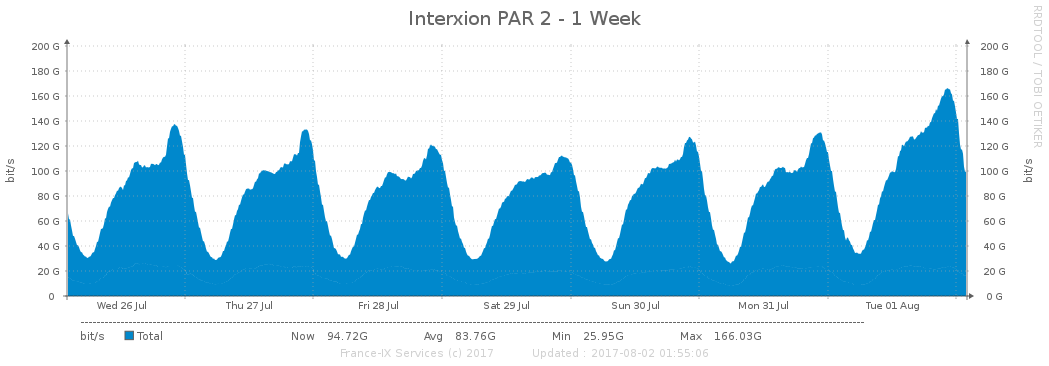 Interxion PAR 2 - 1 Week
RRDTOOL / TOBI OETIKER
bit/s
bit/s
200 G 200 G
180 G 180 G
160 G 160 G
140 G 140 G
120 G 120 G
100 G 100 G
80 G 80 G
60 G 60 G
40 G 40 G
20 G 20 G
0 0 G
Wed 26 Jul Thu 27 Jul Fri 28 Jul Sat 29 Jul Sun 30 Jul Mon 31 Jul Tue 01 Aug
bit/s Total Now 94.72G Avg 83.76G Min 25.95G Max 166.03G
France-IX Services (c) 2017 Updated : 2017-08-02 01:55:06